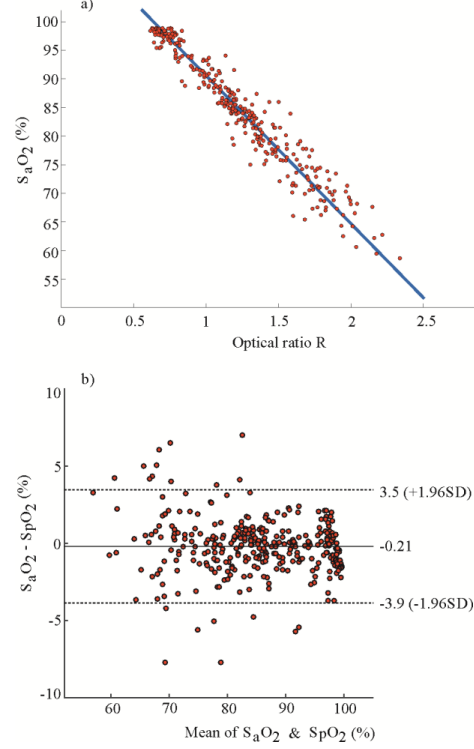 a)
100
95
90
85
80
75
70
65
60
55
SaO2 (%)
0 0.5 1 1.5 2 2.5
Optical ratio R
b)
10
5
0
-5
-10
SaO2 - SpO2 (%)
3.5 (+1.96SD)
-0.21
-3.9 (-1.96SD)
60 70 80 90 100
Mean of SaO2 & SpO2 (%)